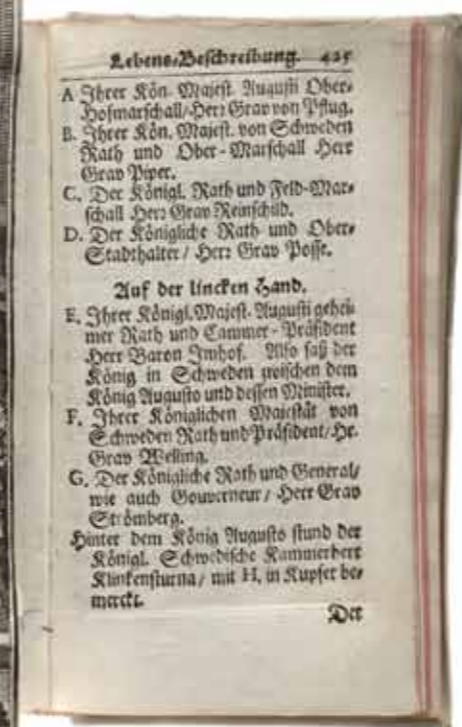 Lebens-Beschreibung. 425
A Ihrer Kön. Majest. Augusti Ober-
Hofmarschall/Herr Grav von Pflug.
B. Ihrer Kön. Majest. von Schweden
Rath und Ober-Marschall Herr
Grav Piper.
C. Der Königl. Rath und Feld-Mar-
schall Herr Grav Reinschild.
D. Der Königliche Rath und Ober-
Stadthalter / Herr Grav Posse.
Auf der lincken Hand.
E. Ihrer Königl. Majest. Augusti gehei-
mer Rath und Cammer-Präsident
Herr Baron Imhof. Also saß der
König in Schweden zwischen dem
König Augusto und dessen Minister.
F. Ihrer Königlichen Majestät von
Schweden Rath und Präsident/Hr.
Grav Welling.
G. Der Königliche Rath und General/
wie auch Gouverneur / Herr Grav
Strömberg.
Hinter dem König Augusto stund der
Königl. Schwedische Kammerherr
Klinkensturna / mit H. in Kupfer be-
merckt.
Der